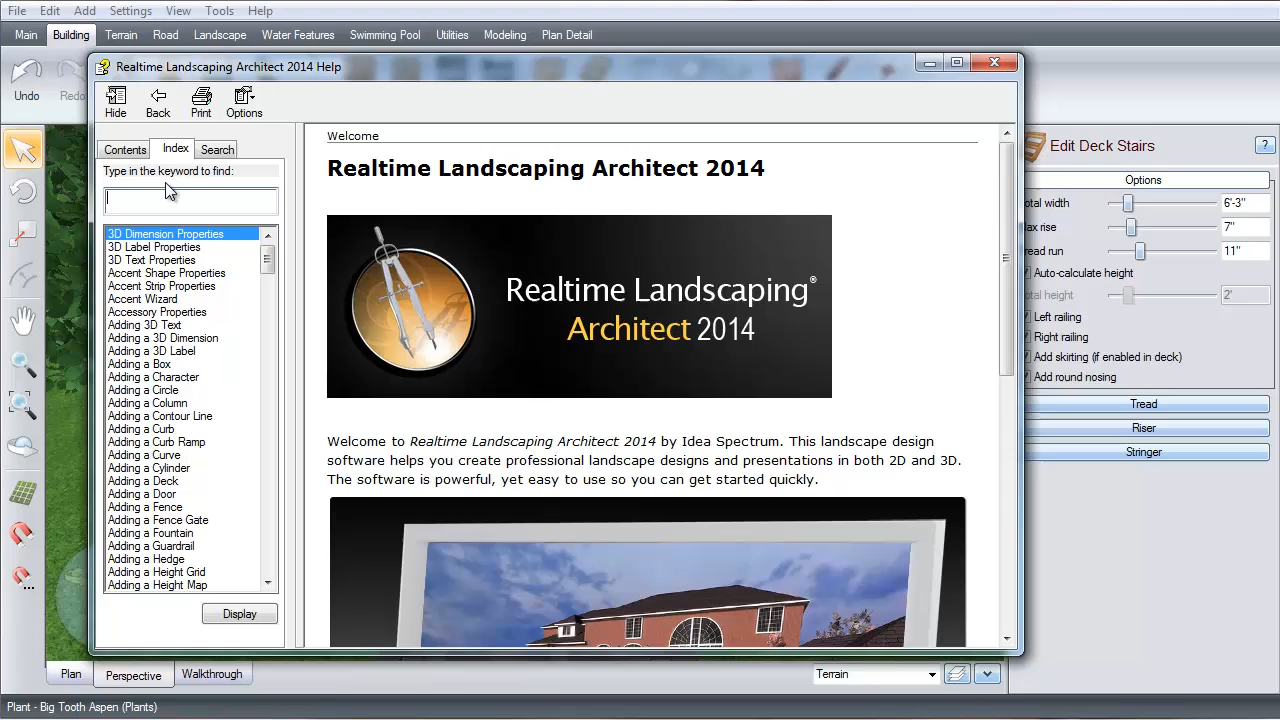 File Edit Add Settings View Tools Help
Main Building Terrain Road Landscape Water Features Swimming Pool Utilities Modeling Plan Detail
Realtime Landscaping Architect 2014 Help
Undo Redo
Hide Back Print Options
Contents Index Search
Type in the keyword to find:
3D Dimension Properties
3D Label Properties
3D Text Properties
Accent Shape Properties
Accent Strip Properties
Accent Wizard
Accessory Properties
Adding 3D Text
Adding a 3D Dimension
Adding a 3D Label
Adding a Box
Adding a Character
Adding a Circle
Adding a Column
Adding a Contour Line
Adding a Curb
Adding a Curb Ramp
Adding a Curve
Adding a Cylinder
Adding a Deck
Adding a Door
Adding a Fence
Adding a Fence Gate
Adding a Fountain
Adding a Guardrail
Adding a Hedge
Adding a Height Grid
Adding a Height Map
Display
Welcome
Realtime Landscaping Architect 2014
Realtime Landscaping®
Architect 2014
Welcome to Realtime Landscaping Architect 2014 by Idea Spectrum. This landscape design
software helps you create professional landscape designs and presentations in both 2D and 3D.
The software is powerful, yet easy to use so you can get started quickly.
Edit Deck Stairs ?
Options
otal width 6'-3"
ax rise 7"
read run 11"
Auto-calculate height
otal height 2'
Left railing
Right railing
Add skirting (if enabled in deck)
Add round nosing
Tread
Riser
Stringer
Plan Perspective Walkthrough Terrain
Plant - Big Tooth Aspen (Plants)